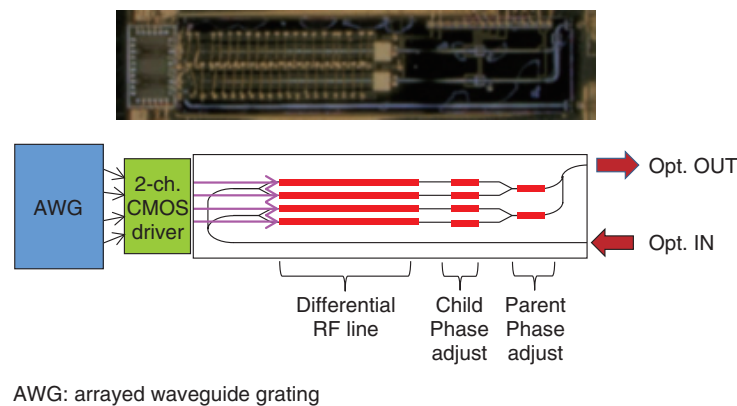 AWG
2-ch.
CMOS
driver
Opt. OUT
Opt. IN
Differential
RF line
Child
Phase
adjust
Parent
Phase
adjust
AWG: arrayed waveguide grating